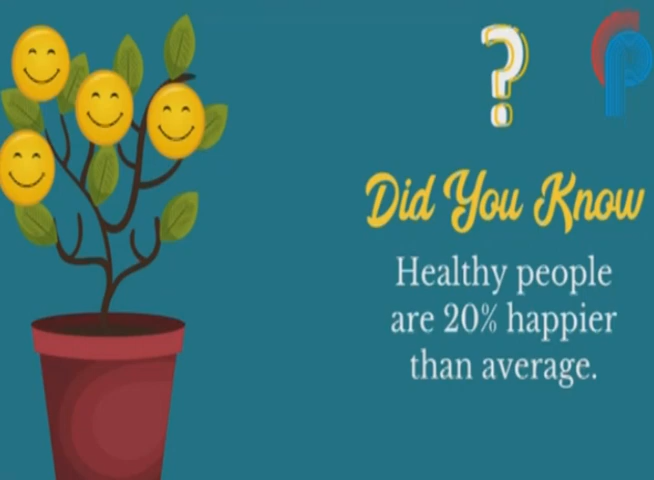 ?
Did You Know
Healthy people
are 20% happier
than average.